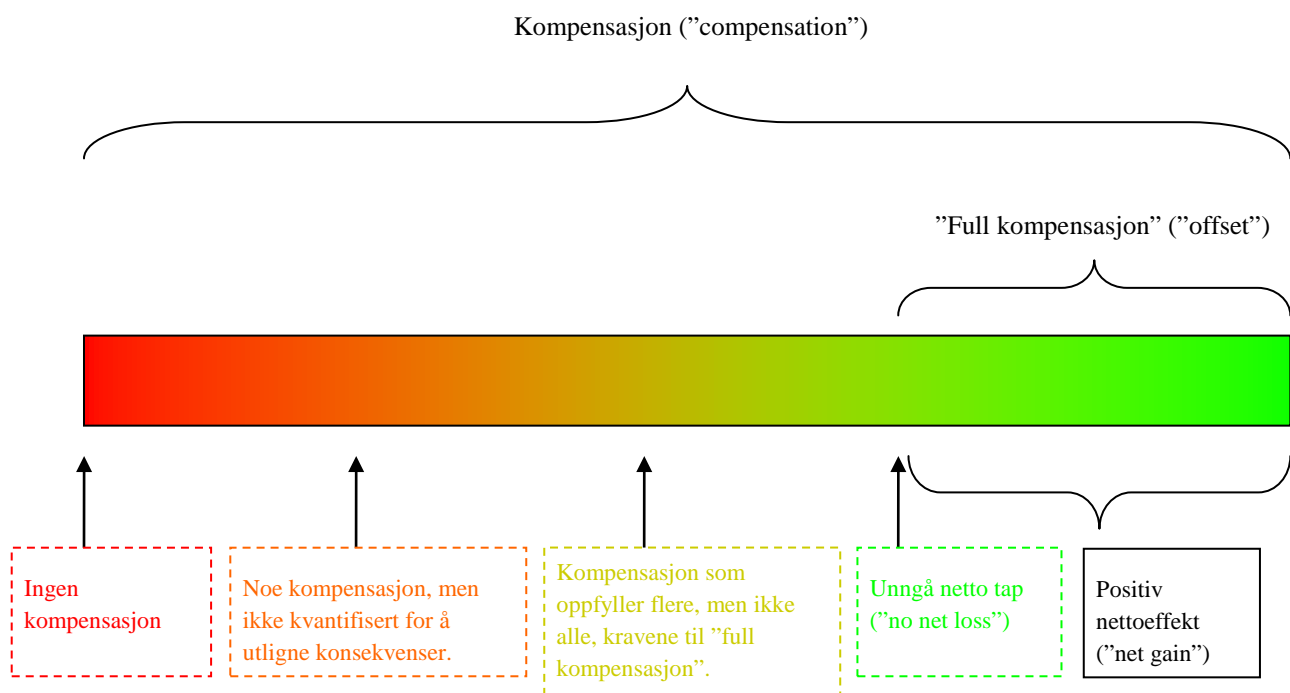 Kompensasjon (”compensation”)
”Full kompensasjon” (”offset”)
Ingen
kompensasjon
Noe kompensasjon, men
ikke kvantifisert for å
utligne konsekvenser.
Kompensasjon som
oppfyller flere, men ikke
alle, kravene til ”full
kompensasjon”.
Unngå netto tap
(”no net loss”)
Positiv
nettoeffekt
(”net gain”)